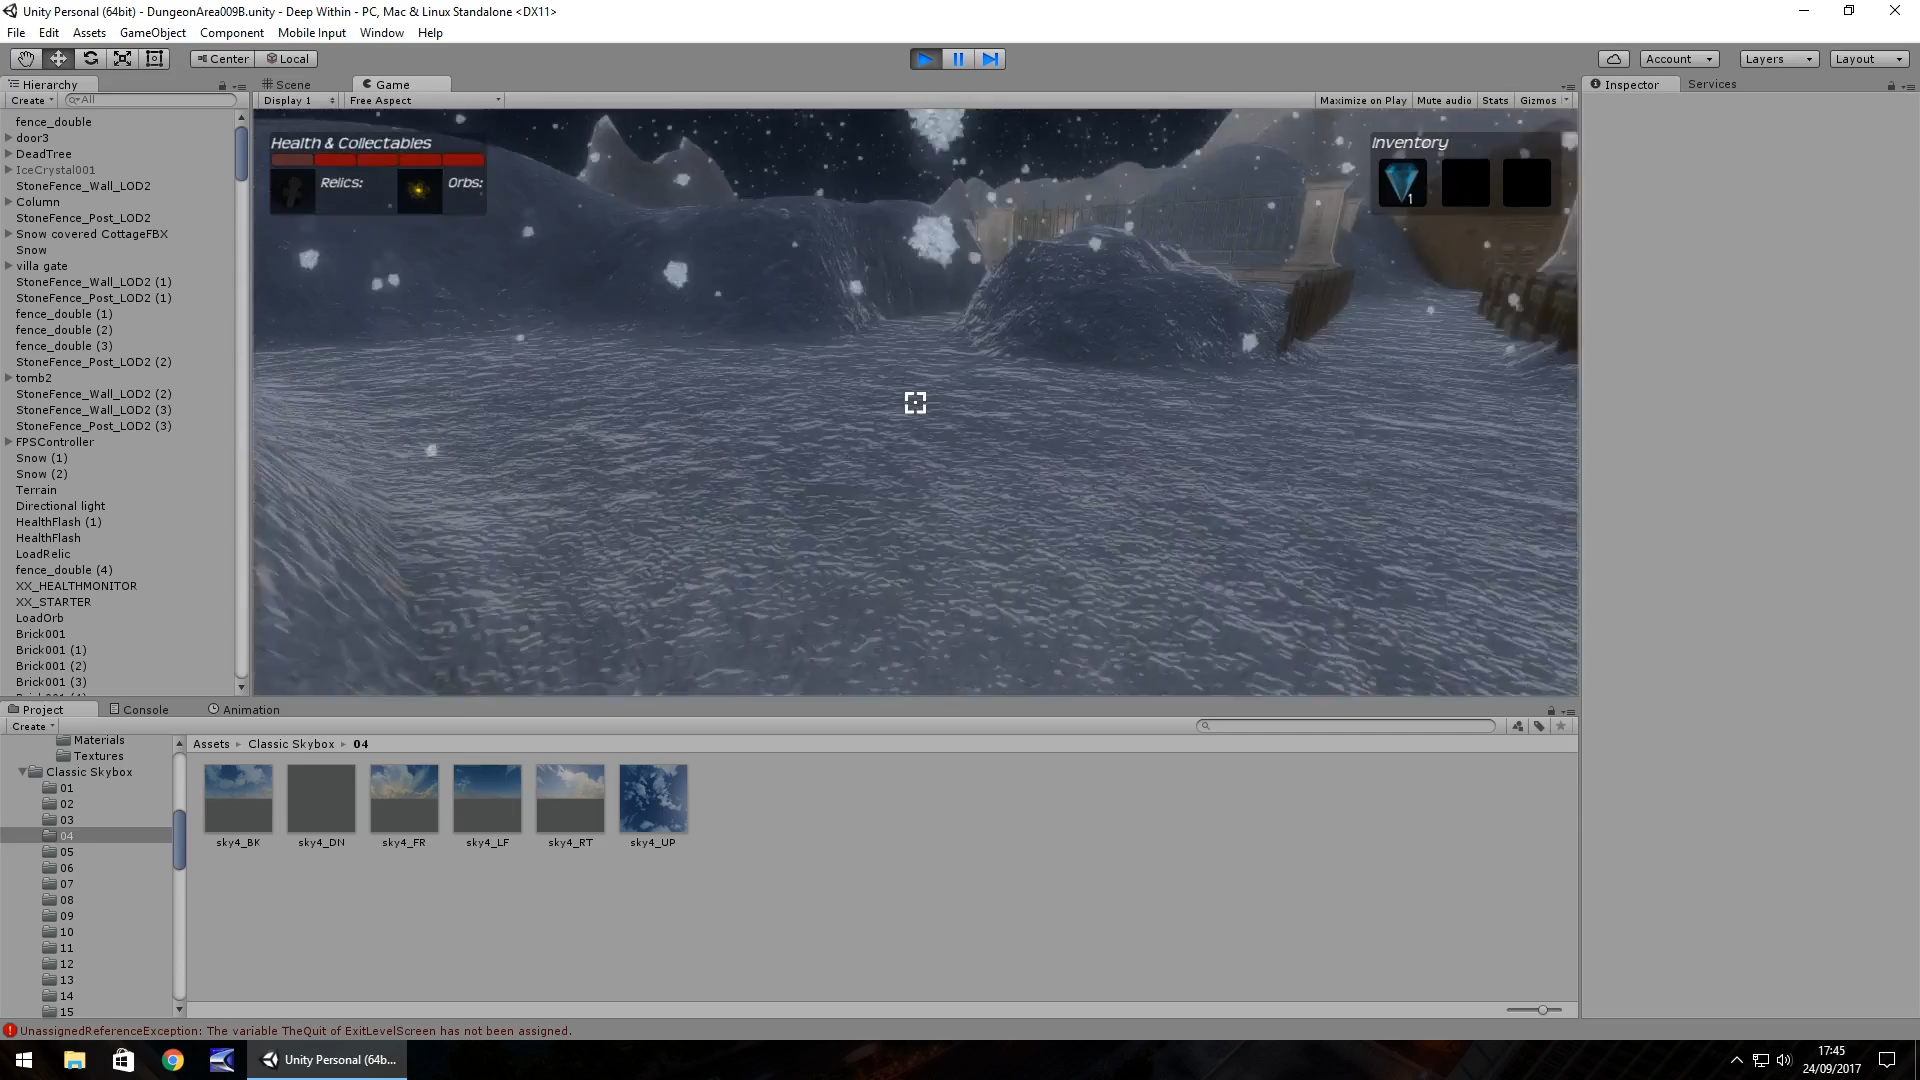 Unity Personal (64bit) - DungeonArea009B.unity - Deep Within - PC, Mac & Linux Standalone <DX11>
File Edit Assets GameObject Component Mobile Input Window Help
Center Local Account Layers Layout
Hierarchy
Scene Game
Inspector Services
Create All
Display 1 Free Aspect Maximize on Play Mute audio Stats Gizmos
fence_double
door3
DeadTree
IceCrystal001
StoneFence_Wall_LOD2
Column
StoneFence_Post_LOD2
Snow covered CottageFBX
Snow
villa gate
StoneFence_Wall_LOD2 (1)
StoneFence_Post_LOD2 (1)
fence_double (1)
fence_double (2)
fence_double (3)
StoneFence_Post_LOD2 (2)
tomb2
StoneFence_Wall_LOD2 (2)
StoneFence_Wall_LOD2 (3)
StoneFence_Post_LOD2 (3)
FPSController
Snow (1)
Snow (2)
Terrain
Directional light
HealthFlash (1)
HealthFlash
LoadRelic
fence_double (4)
XX_HEALTHMONITOR
XX_STARTER
LoadOrb
Brick001
Brick001 (1)
Brick001 (2)
Brick001 (3)
Health & Collectables
Relics: Orbs:
Inventory
1
Project Console Animation
Create
Materials
Textures
Classic Skybox
01
02
03
04
05
06
07
08
09
10
11
12
13
14
15
Assets Classic Skybox 04
sky4_BK sky4_DN sky4_FR sky4_LF sky4_RT sky4_UP
UnassignedReferenceException: The variable TheQuit of ExitLevelScreen has not been assigned.
Unity Personal (64b...
17:45
24/09/2017